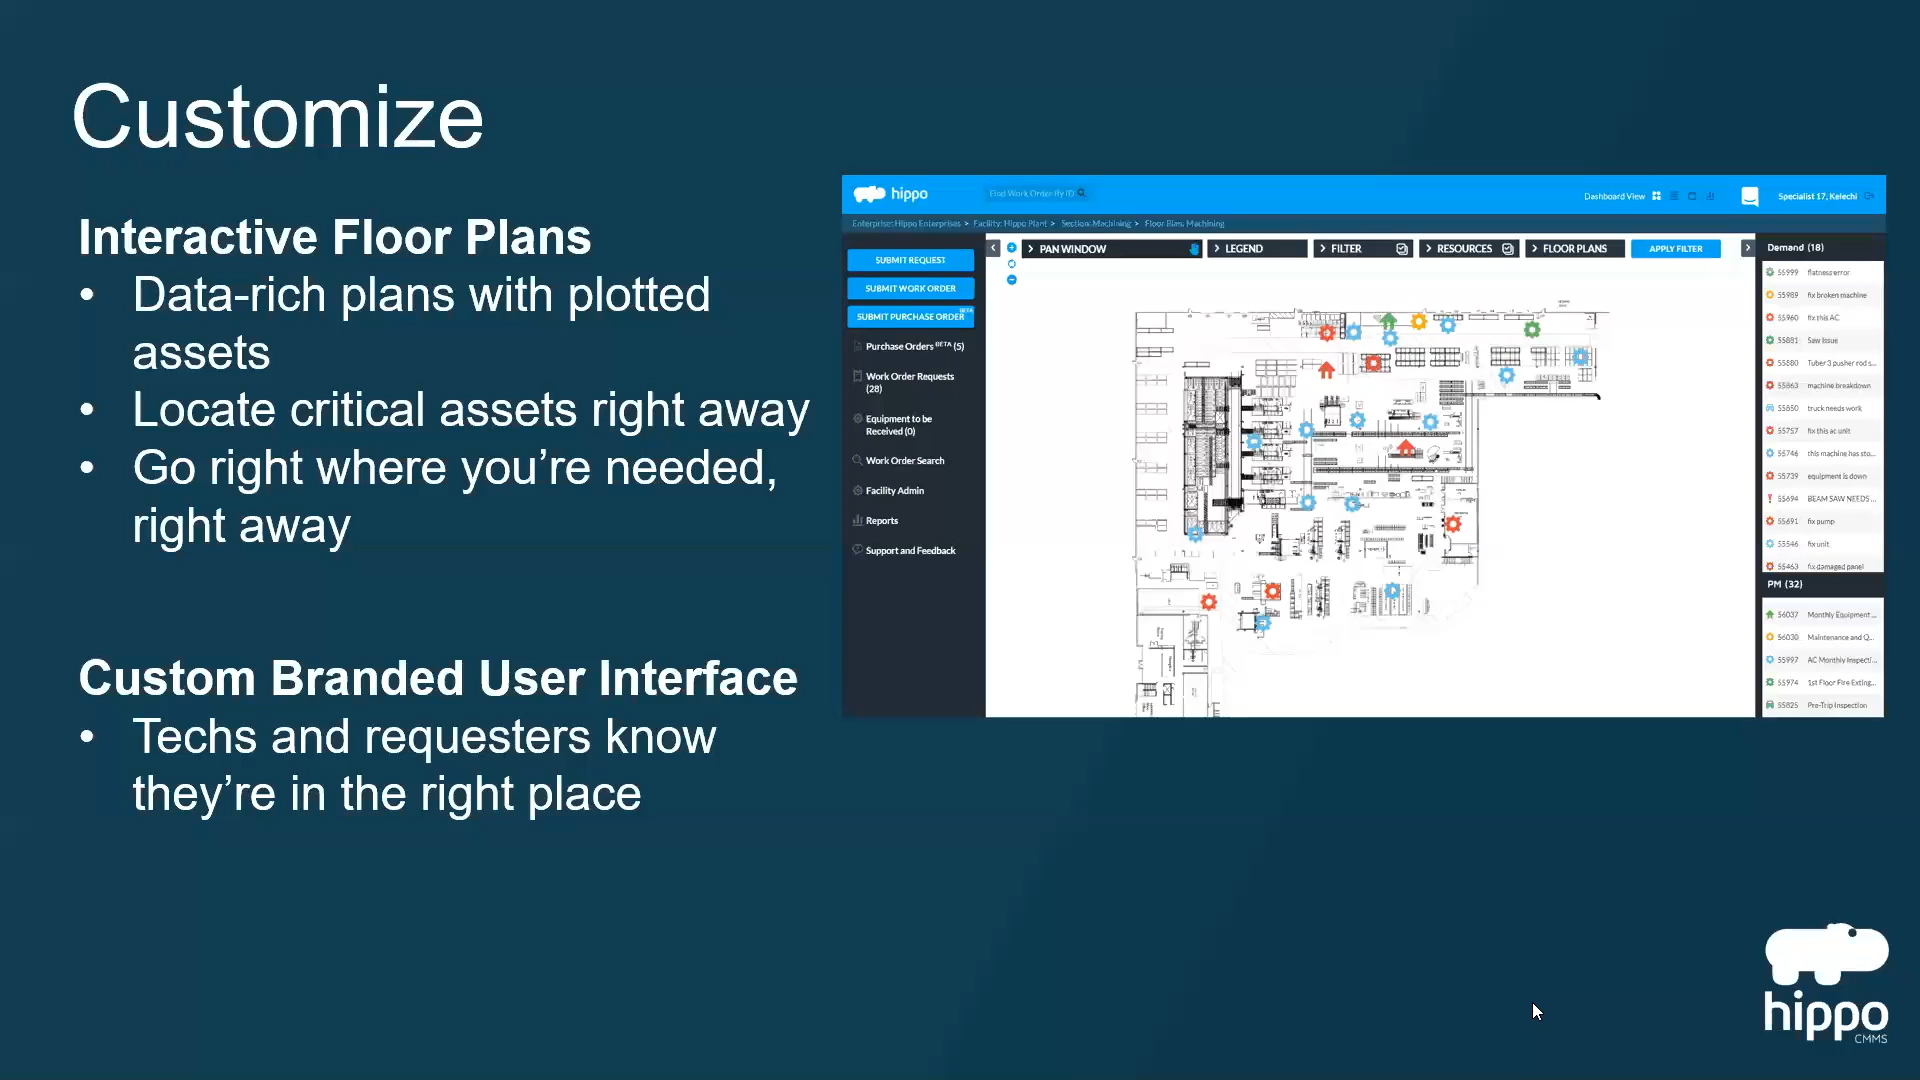 Customize
Interactive Floor Plans
• Data-rich plans with plotted
assets
• Locate critical assets right away
• Go right where you’re needed,
right away
Custom Branded User Interface
• Techs and requesters know
they’re in the right place
hippo
Find Work Order By ID
Dashboard View
Specialist 17, Kelechi
Enterprise: Hippo Enterprises > Facility: Hippo Plant > Section: Machining > Floor Plan: Machining
SUBMIT REQUEST
SUBMIT WORK ORDER
SUBMIT PURCHASE ORDER BETA
Purchase Orders BETA (5)
Work Order Requests
(28)
Equipment to be
Received (0)
Work Order Search
Facility Admin
Reports
Support and Feedback
PAN WINDOW
LEGEND
FILTER
RESOURCES
FLOOR PLANS
APPLY FILTER
Demand (18)
55999 flatness error
55989 fix broken machine
55960 fix this AC
55881 Saw Issue
55880 Tuber 3 pusher rod s...
55863 machine breakdown
55850 truck needs work
55757 fix this ac unit
55746 this machine has sto...
55739 equipment is down
55694 BEAM SAW NEEDS ...
55691 fix pump
55546 fix unit
55463 fix damaged panel
PM (32)
56037 Monthly Equipment ...
56030 Maintenance and Q...
55997 AC Monthly Inspecti...
55974 1st Floor Fire Exting...
55825 Pre-Trip Inspection
hippo
CMMS